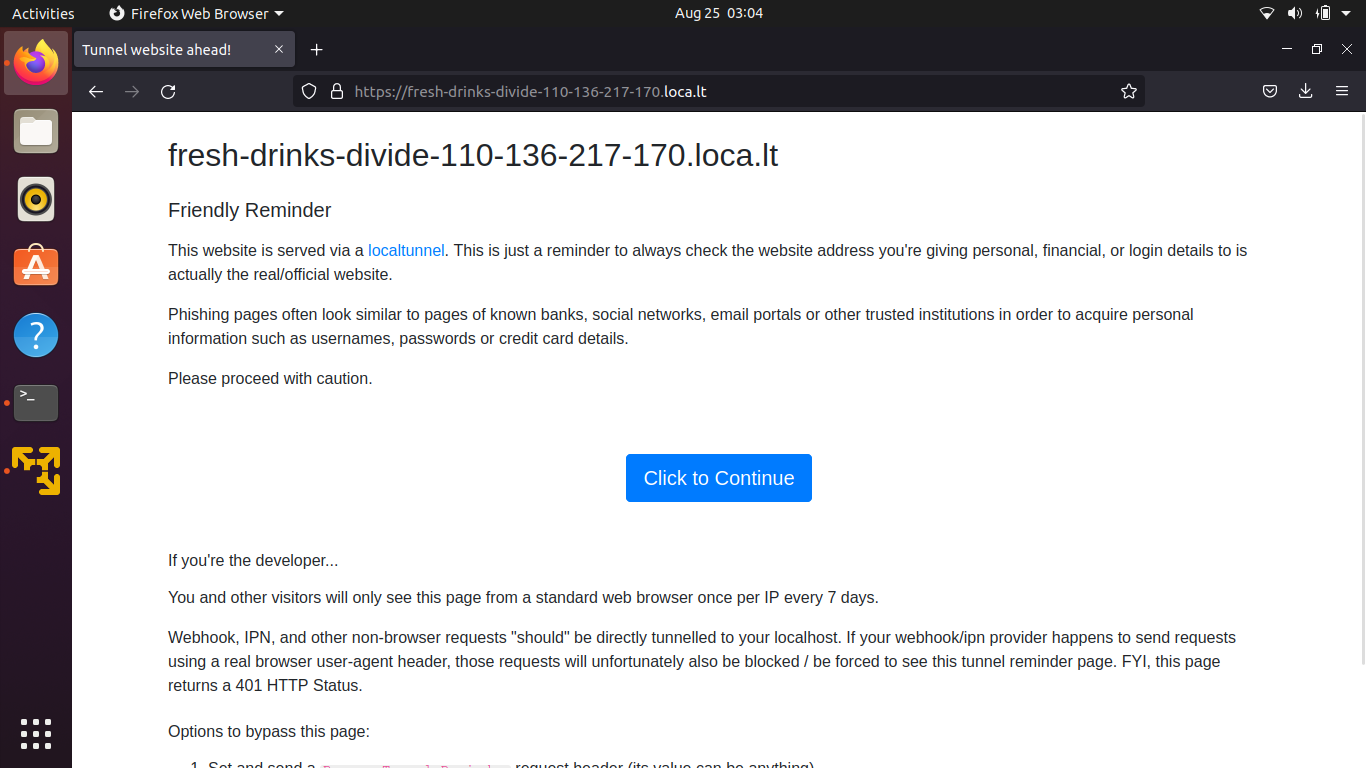 Activities
Firefox Web Browser
Aug 25 03:04
Tunnel website ahead!
https://fresh-drinks-divide-110-136-217-170.loca.lt
fresh-drinks-divide-110-136-217-170.loca.lt
Friendly Reminder
This website is served via a localtunnel. This is just a reminder to always check the website address you're giving personal, financial, or login details to is
actually the real/official website.
Phishing pages often look similar to pages of known banks, social networks, email portals or other trusted institutions in order to acquire personal
information such as usernames, passwords or credit card details.
Please proceed with caution.
Click to Continue
If you're the developer...
You and other visitors will only see this page from a standard web browser once per IP every 7 days.
Webhook, IPN, and other non-browser requests "should" be directly tunnelled to your localhost. If your webhook/ipn provider happens to send requests
using a real browser user-agent header, those requests will unfortunately also be blocked / be forced to see this tunnel reminder page. FYI, this page
returns a 401 HTTP Status.
Options to bypass this page:
1. Set and send a request header (its value can be anything)